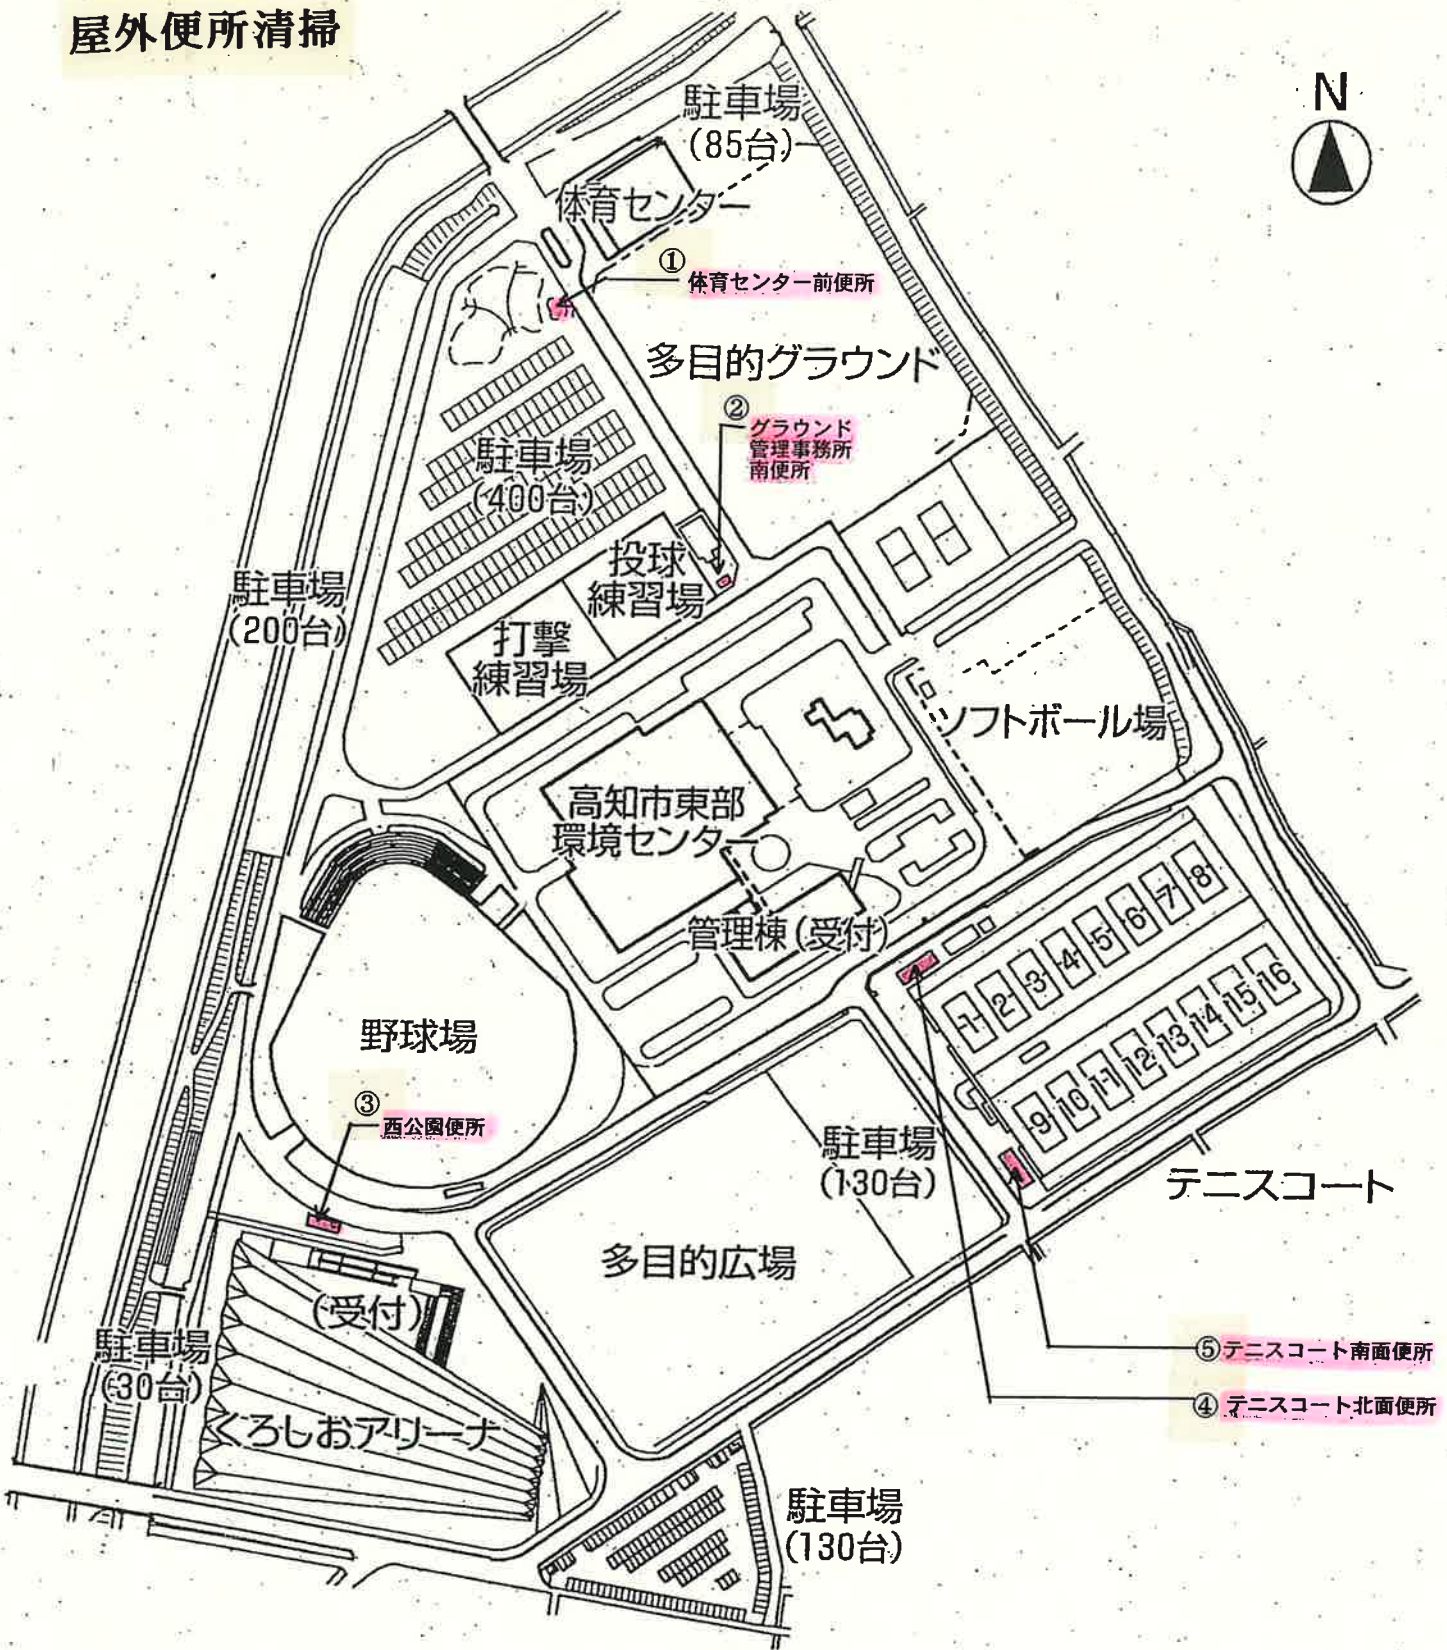 屋外便所清掃
N
駐車場
(85台)
体育センター
①
体育センター前便所
多目的グラウンド
②
グラウンド
管理事務所
南便所
駐車場
(400台)
投球
練習場
駐車場
(200台)
打撃
練習場
ソフトボール場
高知市東部
環境センター
管理棟(受付)
1
2
3
4
5
6
7
8
9
10
11
12
13
14
15
16
野球場
③
西公園便所
駐車場
(130台)
テニスコート
多目的広場
(受付)
駐車場
(30台)
⑤テニスコート南面便所
④テニスコート北面便所
くろしおアリーナ
駐車場
(130台)